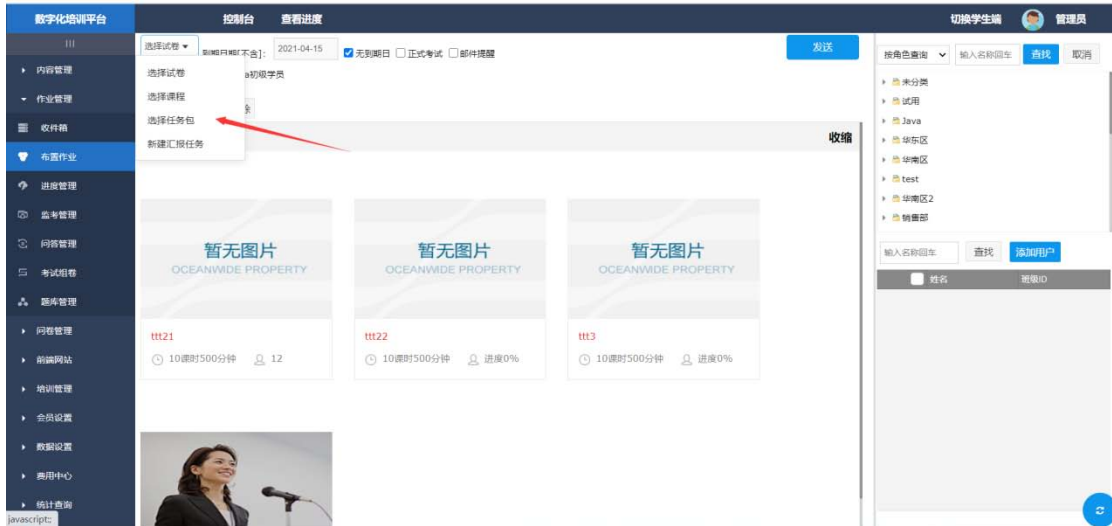 数字化培训平台 控制台 查看进度 切换学生端 管理员
内容管理
作业管理
收件箱
布置作业
进度管理
监考管理
问答管理
考试组卷
题库管理
问卷管理
前端网站
培训管理
会员设置
数据设置
费用中心
统计查询
javascript:;
选择试卷 到期日期[不含]: 2021-04-15 无到期日 正式考试 邮件提醒 发送
选择试卷
a初级学员
选择课程
选择任务包
新建汇报任务
收缩
暂无图片 暂无图片 暂无图片
OCEANWIDE PROPERTY OCEANWIDE PROPERTY OCEANWIDE PROPERTY
ttt21 ttt22 ttt3
10课时500分钟 12 10课时500分钟 进度0% 10课时500分钟 进度0%
按角色查询 输入名称回车 查找 取消
未分类
试用
Java
华东区
华南区
test
华南区2
销售部
输入名称回车 查找 添加用户
姓名 班级ID